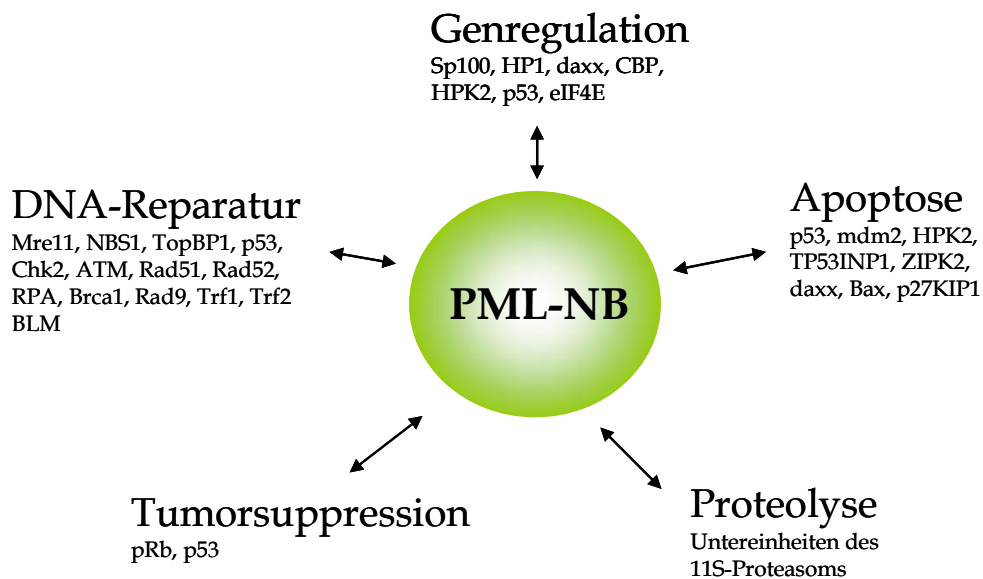 Genregulation
Sp100, HP1, daxx, CBP,
HPK2, p53, eIF4E
DNA-Reparatur
Mre11, NBS1, TopBP1, p53,
Chk2, ATM, Rad51, Rad52,
RPA, Brca1, Rad9, Trf1, Trf2
BLM
Apoptose
p53, mdm2, HPK2,
TP53INP1, ZIPK2,
daxx, Bax, p27KIP1
PML-NB
Tumorsuppression
pRb, p53
Proteolyse
Untereinheiten des
11S-Proteasoms